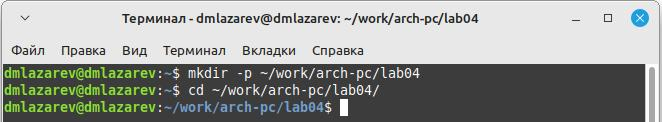 Терминал - dmlazarev@dmlazarev: ~/work/arch-pc/lab04
Файл Правка Вид Терминал Вкладки Справка
dmlazarev@dmlazarev:~$ mkdir -p ~/work/arch-pc/lab04
dmlazarev@dmlazarev:~$ cd ~/work/arch-pc/lab04/
dmlazarev@dmlazarev:~/work/arch-pc/lab04$